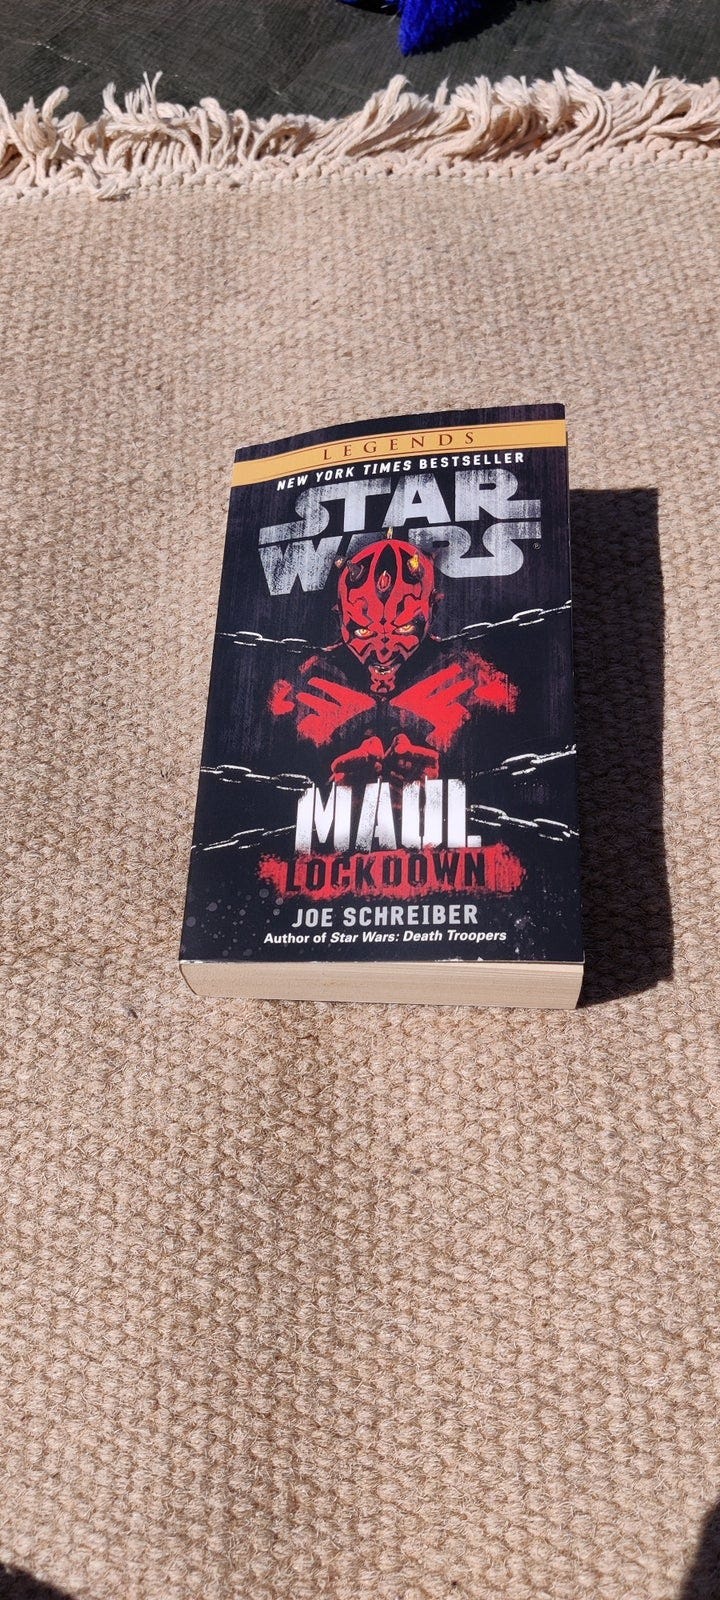 LEGENDS
NEW YORK TIMES BESTSELLER
STAR
WARS®
MAUL
LOCKDOWN
JOE SCHREIBER
Author of Star Wars: Death Troopers